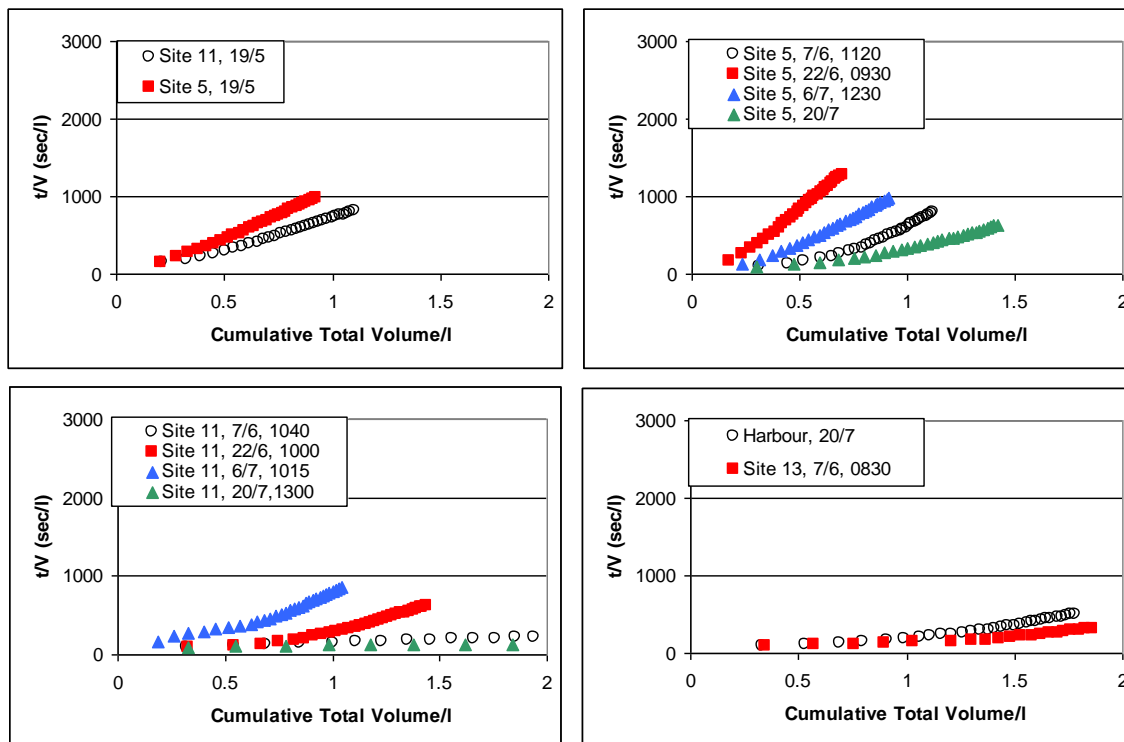 3000
2000
1000
0
t/V (sec/l)
Site 11, 19/5
Site 5, 19/5
0 0.5 1 1.5 2
Cumulative Total Volume/l
3000
2000
1000
0
t/V (sec/l)
Site 5, 7/6, 1120
Site 5, 22/6, 0930
Site 5, 6/7, 1230
Site 5, 20/7
0 0.5 1 1.5 2
Cumulative Total Volume/l
3000
2000
1000
0
t/V (sec/l)
Site 11, 7/6, 1040
Site 11, 22/6, 1000
Site 11, 6/7, 1015
Site 11, 20/7,1300
0 0.5 1 1.5 2
Cumulative Total Volume/l
3000
2000
1000
0
t/V (sec/l)
Harbour, 20/7
Site 13, 7/6, 0830
0 0.5 1 1.5 2
Cumulative Total Volume/l